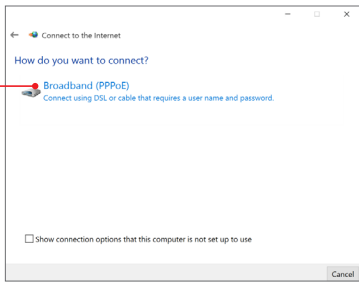 Connect to the Internet
How do you want to connect?
Broadband (PPPoE)
Connect using DSL or cable that requires a user name and password.
Show connection options that this computer is not set up to use
Cancel